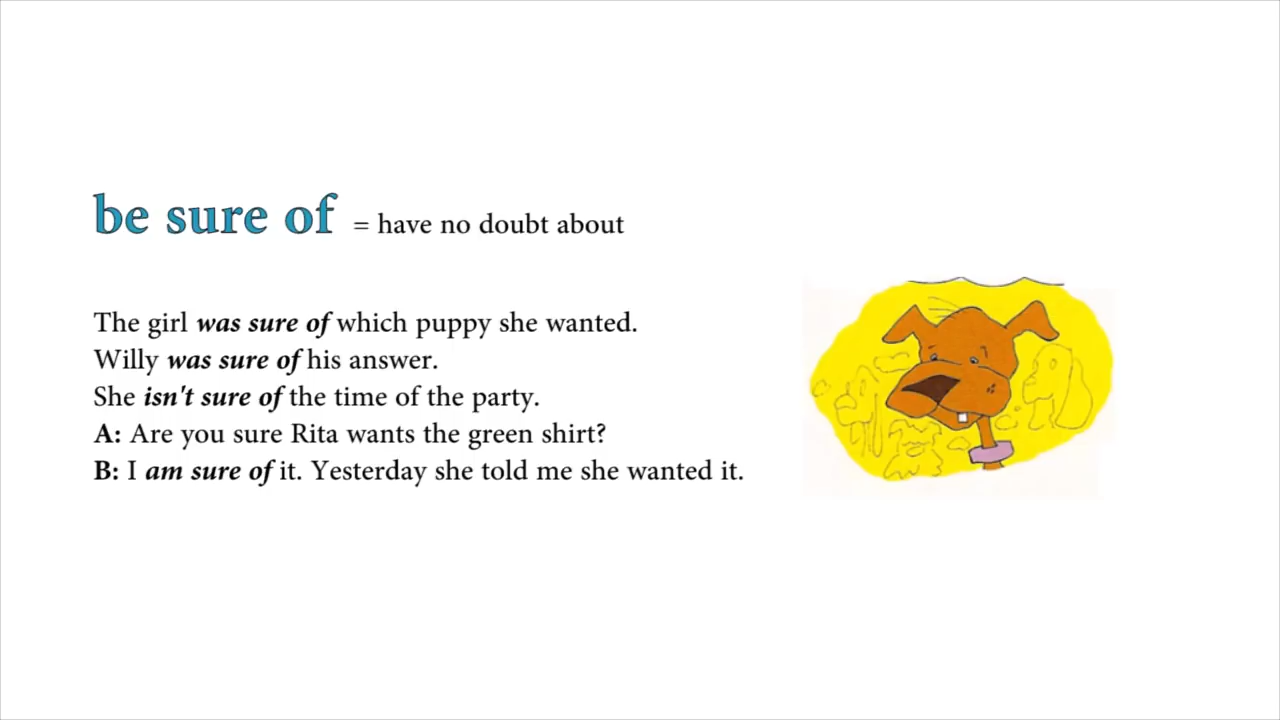 be sure of = have no doubt about
The girl was sure of which puppy she wanted.
Willy was sure of his answer.
She isn't sure of the time of the party.
A: Are you sure Rita wants the green shirt?
B: I am sure of it. Yesterday she told me she wanted it.